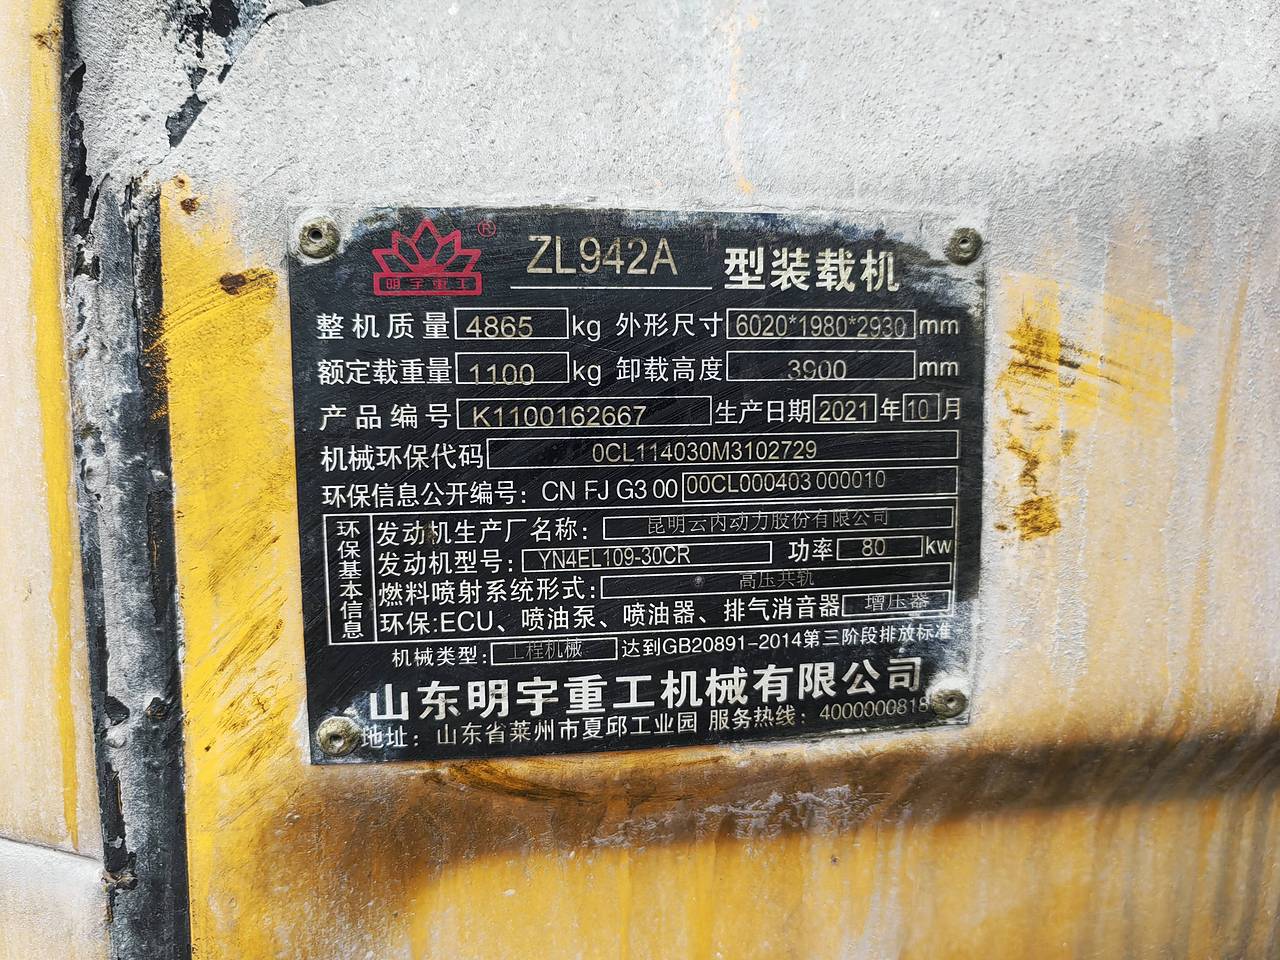 明宇重工 ® ZL942A 型装载机
整机质量 4865 kg 外形尺寸 6020*1980*2930 mm
额定载重量 1100 kg 卸载高度 3900 mm
产品编号 K1100162667 生产日期 2021 年 10 月
机械环保代码 0CL114030M3102729
环保信息公开编号: CN FJ G3 00 00CL000403 000010
环保基本信息
发动机生产厂名称: 昆明云内动力股份有限公司
发动机型号: YN4EL109-30CR 功率 80 kw
燃料喷射系统形式: 高压共轨
环保:ECU、喷油泵、喷油器、排气消音器 增压器
机械类型: 工程机械 达到GB20891-2014第三阶段排放标准
山东明宇重工机械有限公司
地址: 山东省莱州市夏邱工业园 服务热线: 4000000818